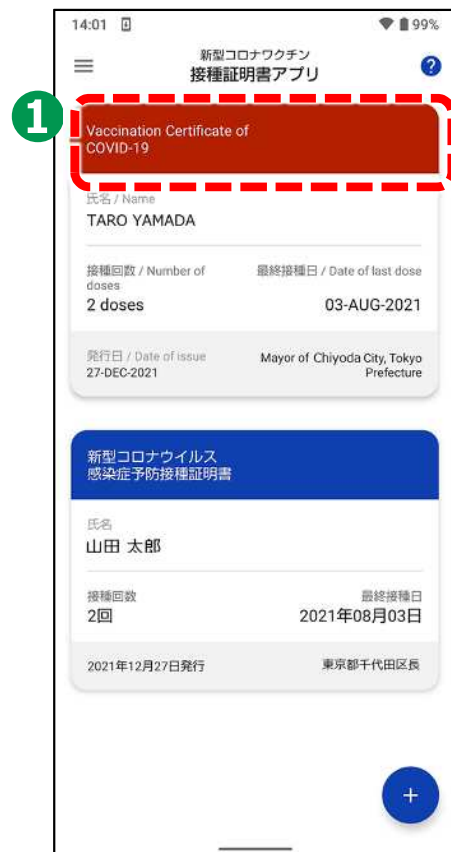 14:01
99%
新型コロナワクチン
接種証明書アプリ
?
1
Vaccination Certificate of
COVID-19
氏名 / Name
TARO YAMADA
接種回数 / Number of
doses
最終接種日 / Date of last dose
2 doses
03-AUG-2021
発行日 / Date of issue
27-DEC-2021
Mayor of Chiyoda City, Tokyo
Prefecture
新型コロナウイルス
感染症予防接種証明書
氏名
山田 太郎
接種回数
最終接種日
2回
2021年08月03日
2021年12月27日発行
東京都千代田区長
+